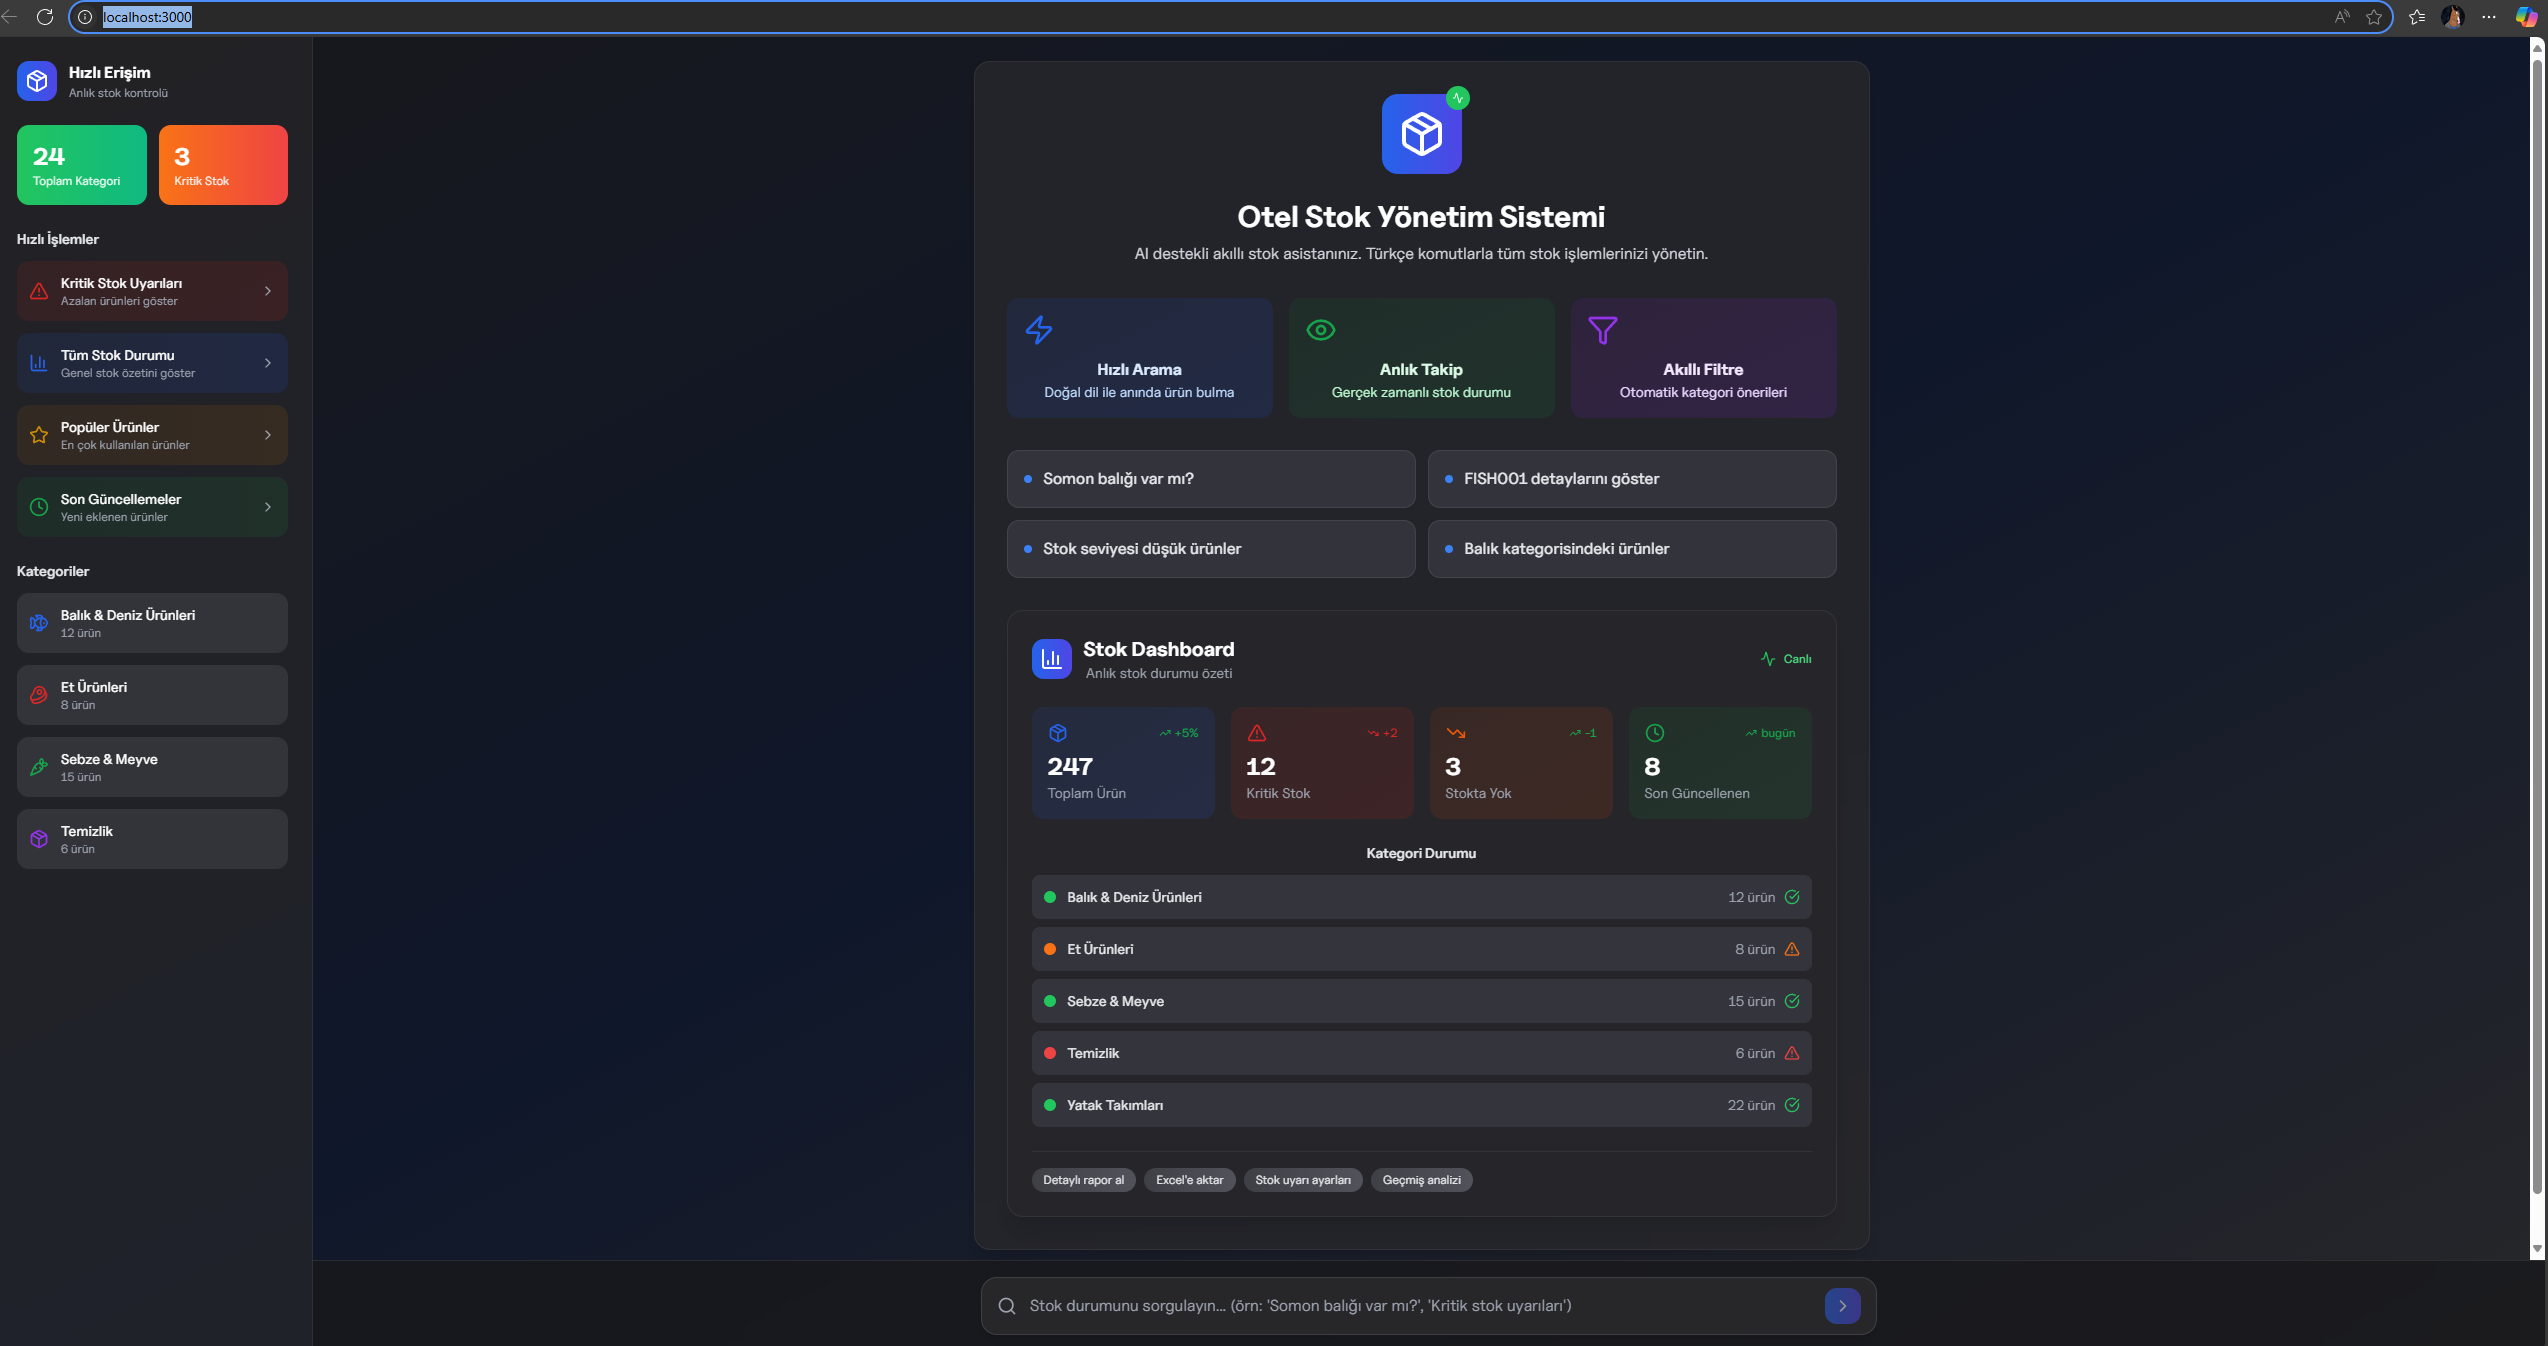 localhost:3000
Hızlı Erişim
Anlık stok kontrolü
24
Toplam Kategori
3
Kritik Stok
Hızlı İşlemler
Kritik Stok Uyarıları
Azalan ürünleri göster
Tüm Stok Durumu
Genel stok özetini göster
Popüler Ürünler
En çok kullanılan ürünler
Son Güncellemeler
Yeni eklenen ürünler
Kategoriler
Balık & Deniz Ürünleri
12 ürün
Et Ürünleri
8 ürün
Sebze & Meyve
15 ürün
Temizlik
6 ürün
Otel Stok Yönetim Sistemi
AI destekli akıllı stok asistanınız. Türkçe komutlarla tüm stok işlemlerinizi yönetin.
Hızlı Arama
Doğal dil ile anında ürün bulma
Anlık Takip
Gerçek zamanlı stok durumu
Akıllı Filtre
Otomatik kategori önerileri
Somon balığı var mı?
FISH001 detaylarını göster
Stok seviyesi düşük ürünler
Balık kategorisindeki ürünler
Stok Dashboard
Anlık stok durumu özeti
Canlı
+5%
247
Toplam Ürün
+2
12
Kritik Stok
-1
3
Stokta Yok
bugün
8
Son Güncellenen
Kategori Durumu
Balık & Deniz Ürünleri 12 ürün
Et Ürünleri 8 ürün
Sebze & Meyve 15 ürün
Temizlik 6 ürün
Yatak Takımları 22 ürün
Detaylı rapor al
Excel'e aktar
Stok uyarı ayarları
Geçmiş analizi
Stok durumunu sorgulayın... (örn: 'Somon balığı var mı?', 'Kritik stok uyarıları')